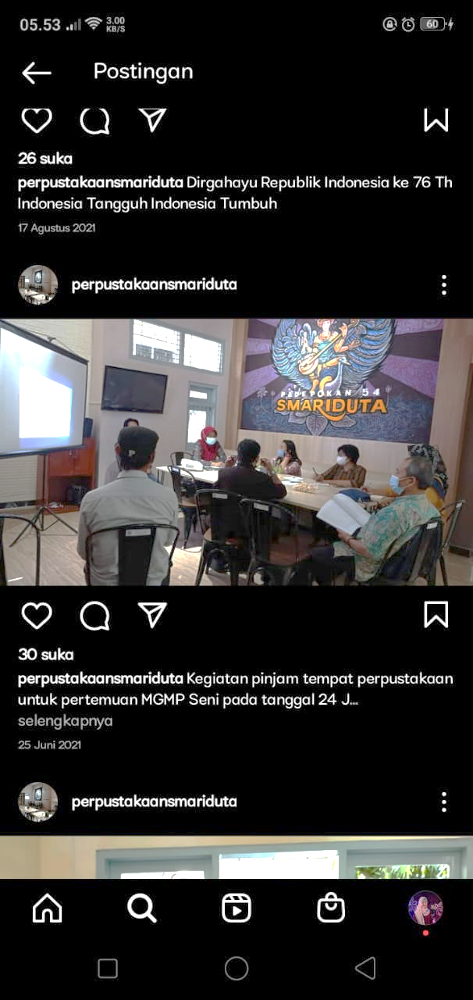 05.53
3.00
KB/S
60
Postingan
26 suka
perpustakaansmariduta Dirgahayu Republik Indonesia ke 76 Th
Indonesia Tangguh Indonesia Tumbuh
17 Agustus 2021
perpustakaansmariduta
PADEPOKAN 54
SMARIDUTA
30 suka
perpustakaansmariduta Kegiatan pinjam tempat perpustakaan
untuk pertemuan MGMP Seni pada tanggal 24 J...
selengkapnya
25 Juni 2021
perpustakaansmariduta